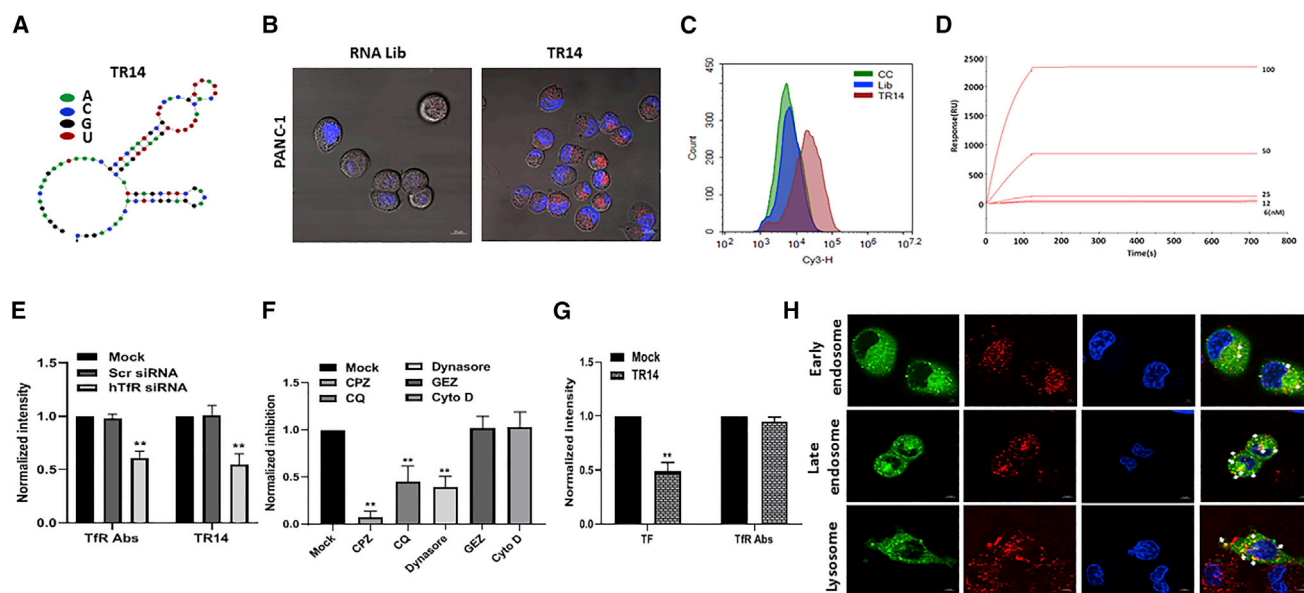 A
TR14
A
C
G
U
B
RNA Lib
TR14
PANC-1
C
450
400
300
200
100
0
Count
CC
Lib
TR14
10²
10³
10⁴
10⁵
10⁶
10⁷·²
Cy3-H
D
2500
2000
1500
1000
500
0
Response(RU)
100
50
25
12
6(nM)
0
100
200
300
400
500
600
700
800
Time(s)
E
Normalized intensity
1.5
1.0
0.5
0.0
Mock
Scr siRNA
hTfR siRNA
**
**
TfR Abs
TR14
F
Normalized inhibition
1.5
1.0
0.5
0.0
Mock
CPZ
CQ
Dynasore
GEZ
Cyto D
**
**
**
Mock
CPZ
CQ
Dynasore
GEZ
Cyto D
G
Normalized intensity
1.5
1.0
0.5
0.0
Mock
TR14
**
TF
TfR Abs
H
Early
endosome
Late
endosome
Lysosome